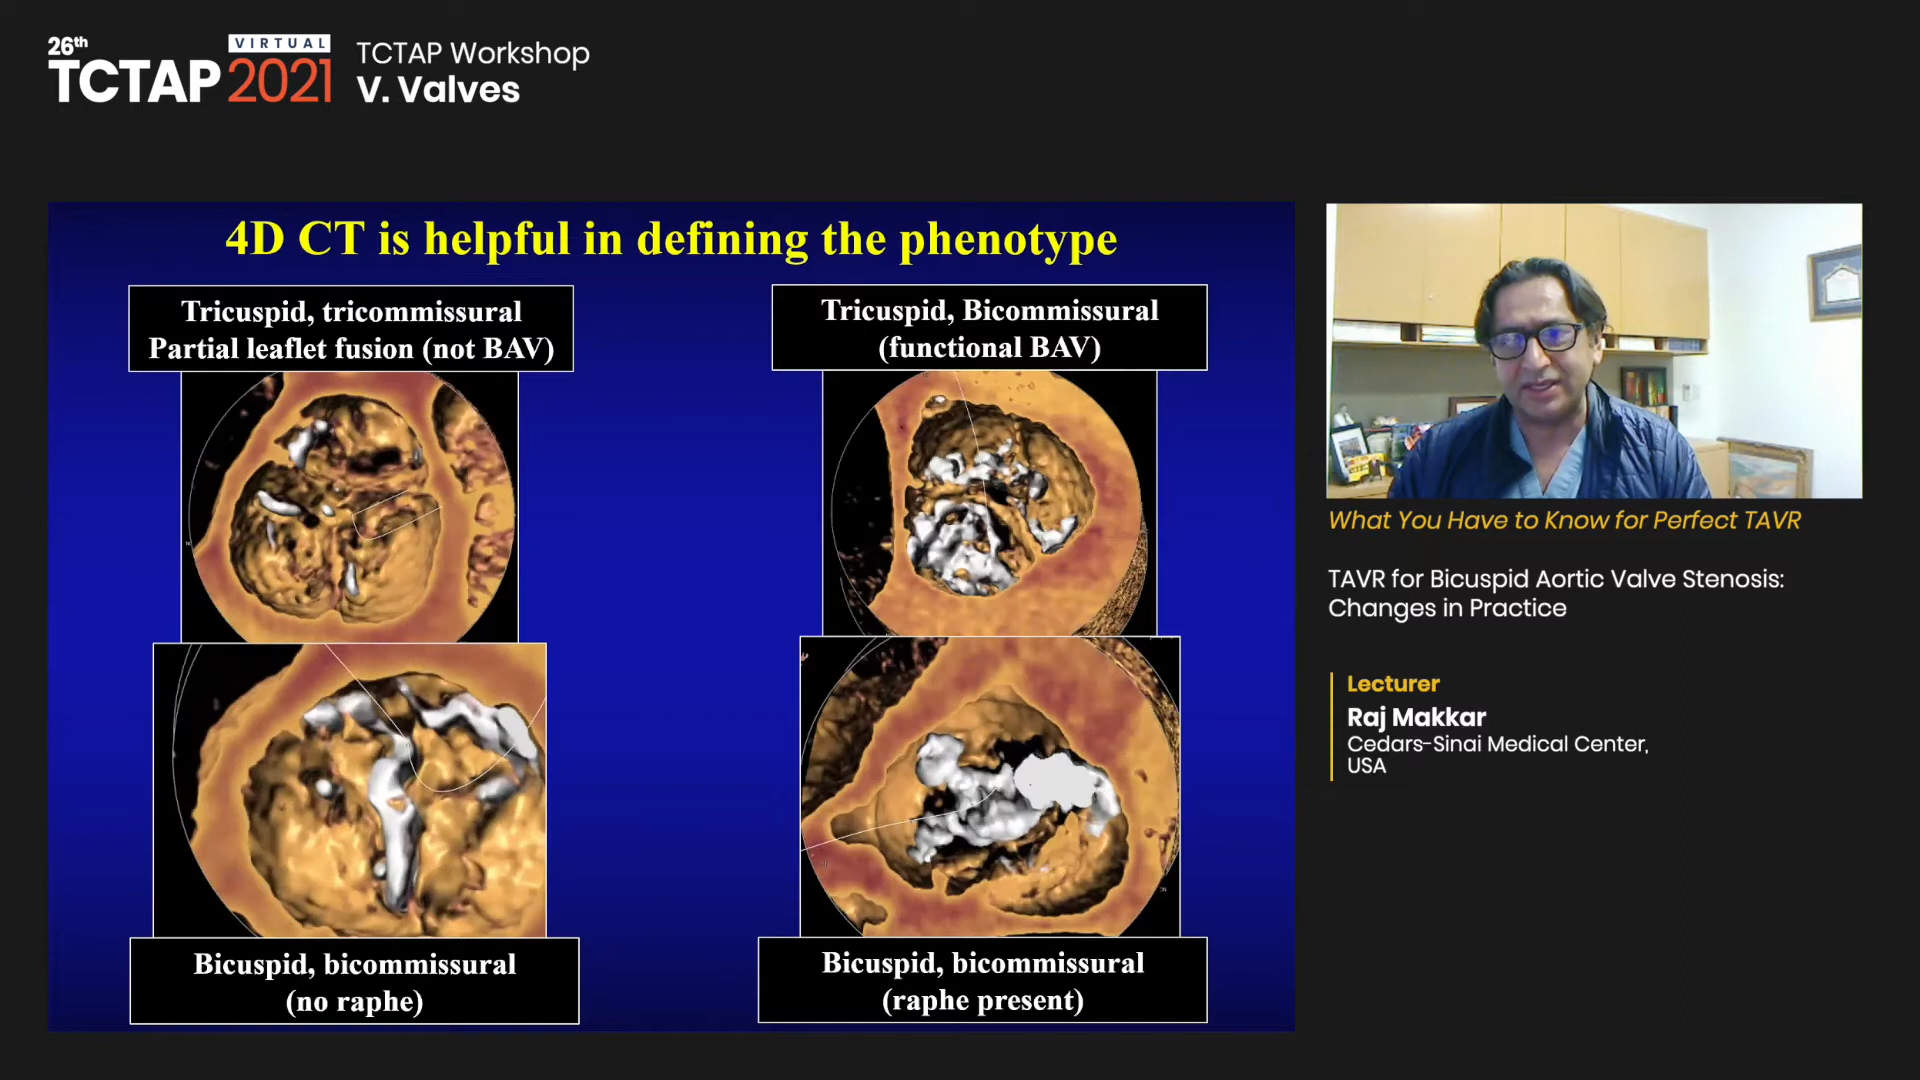 26th
VIRTUAL
TCTAP 2021
TCTAP Workshop
V. Valves
4D CT is helpful in defining the phenotype
Tricuspid, tricommissural
Partial leaflet fusion (not BAV)
Tricuspid, Bicommissural
(functional BAV)
Bicuspid, bicommissural
(no raphe)
Bicuspid, bicommissural
(raphe present)
What You Have to Know for Perfect TAVR
TAVR for Bicuspid Aortic Valve Stenosis:
Changes in Practice
Lecturer
Raj Makkar
Cedars-Sinai Medical Center,
USA